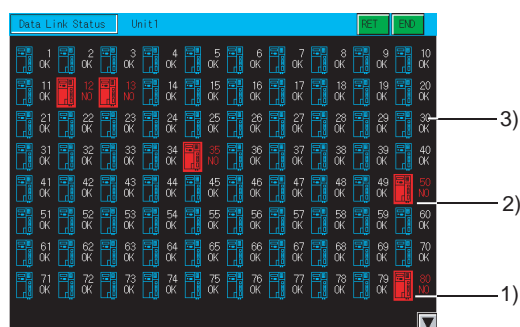 Data Link Status Unit1 RET END
1 2 3 4 5 6 7 8 9 10
OK OK OK OK OK OK OK OK OK OK
11 12 13 14 15 16 17 18 19 20
OK NO NO OK OK OK OK OK OK OK
21 22 23 24 25 26 27 28 29 30
OK OK OK OK OK OK OK OK OK OK
3)
31 32 33 34 35 36 37 38 39 40
OK OK OK OK NO OK OK OK OK OK
41 42 43 44 45 46 47 48 49 50
OK OK OK OK OK OK OK OK OK NO
2)
51 52 53 54 55 56 57 58 59 60
OK OK OK OK OK OK OK OK OK OK
61 62 63 64 65 66 67 68 69 70
OK OK OK OK OK OK OK OK OK OK
71 72 73 74 75 76 77 78 79 80
OK OK OK OK OK OK OK OK OK NO
1)